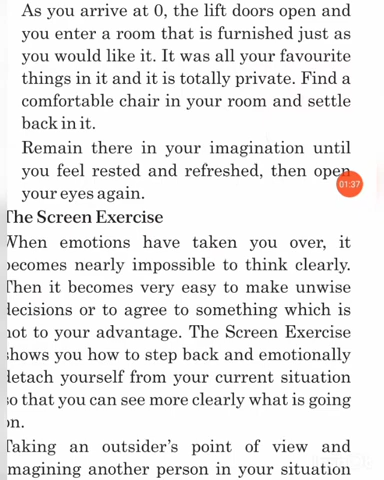 As you arrive at 0, the lift doors open and
you enter a room that is furnished just as
you would like it. It was all your favourite
things in it and it is totally private. Find a
comfortable chair in your room and settle
back in it.
Remain there in your imagination until
you feel rested and refreshed, then open
your eyes again.
01:37
The Screen Exercise
When emotions have taken you over, it
becomes nearly impossible to think clearly.
Then it becomes very easy to make unwise
decisions or to agree to something which is
not to your advantage. The Screen Exercise
shows you how to step back and emotionally
detach yourself from your current situation
so that you can see more clearly what is going
on.
Taking an outsider's point of view and
imagining another person in your situation